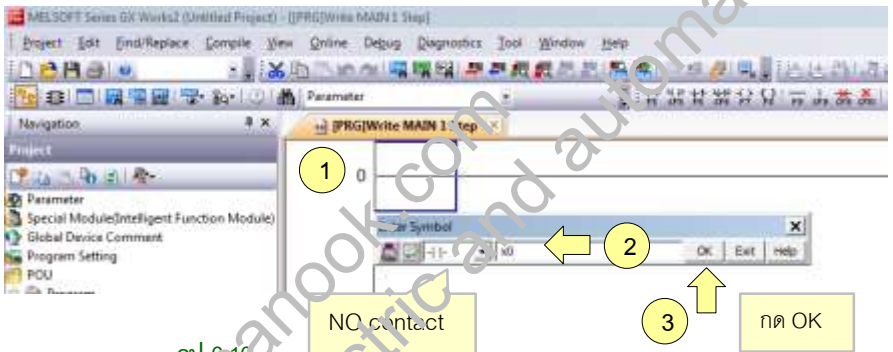 MELSOFT Series GX Works2 (Untitled Project) - [[PRG]Write MAIN 1 Step]
Project Edit Find/Replace Compile View Online Debug Diagnostics Tool Window Help
Parameter
Navigation
[PRG]Write MAIN 1 Step
Project
1
0
Parameter
Special Module(Intelligent Function Module)
Global Device Comment
Program Setting
POU
Program
Enter Symbol
x0
2
OK Exit Help
NO contact
3
กด OK